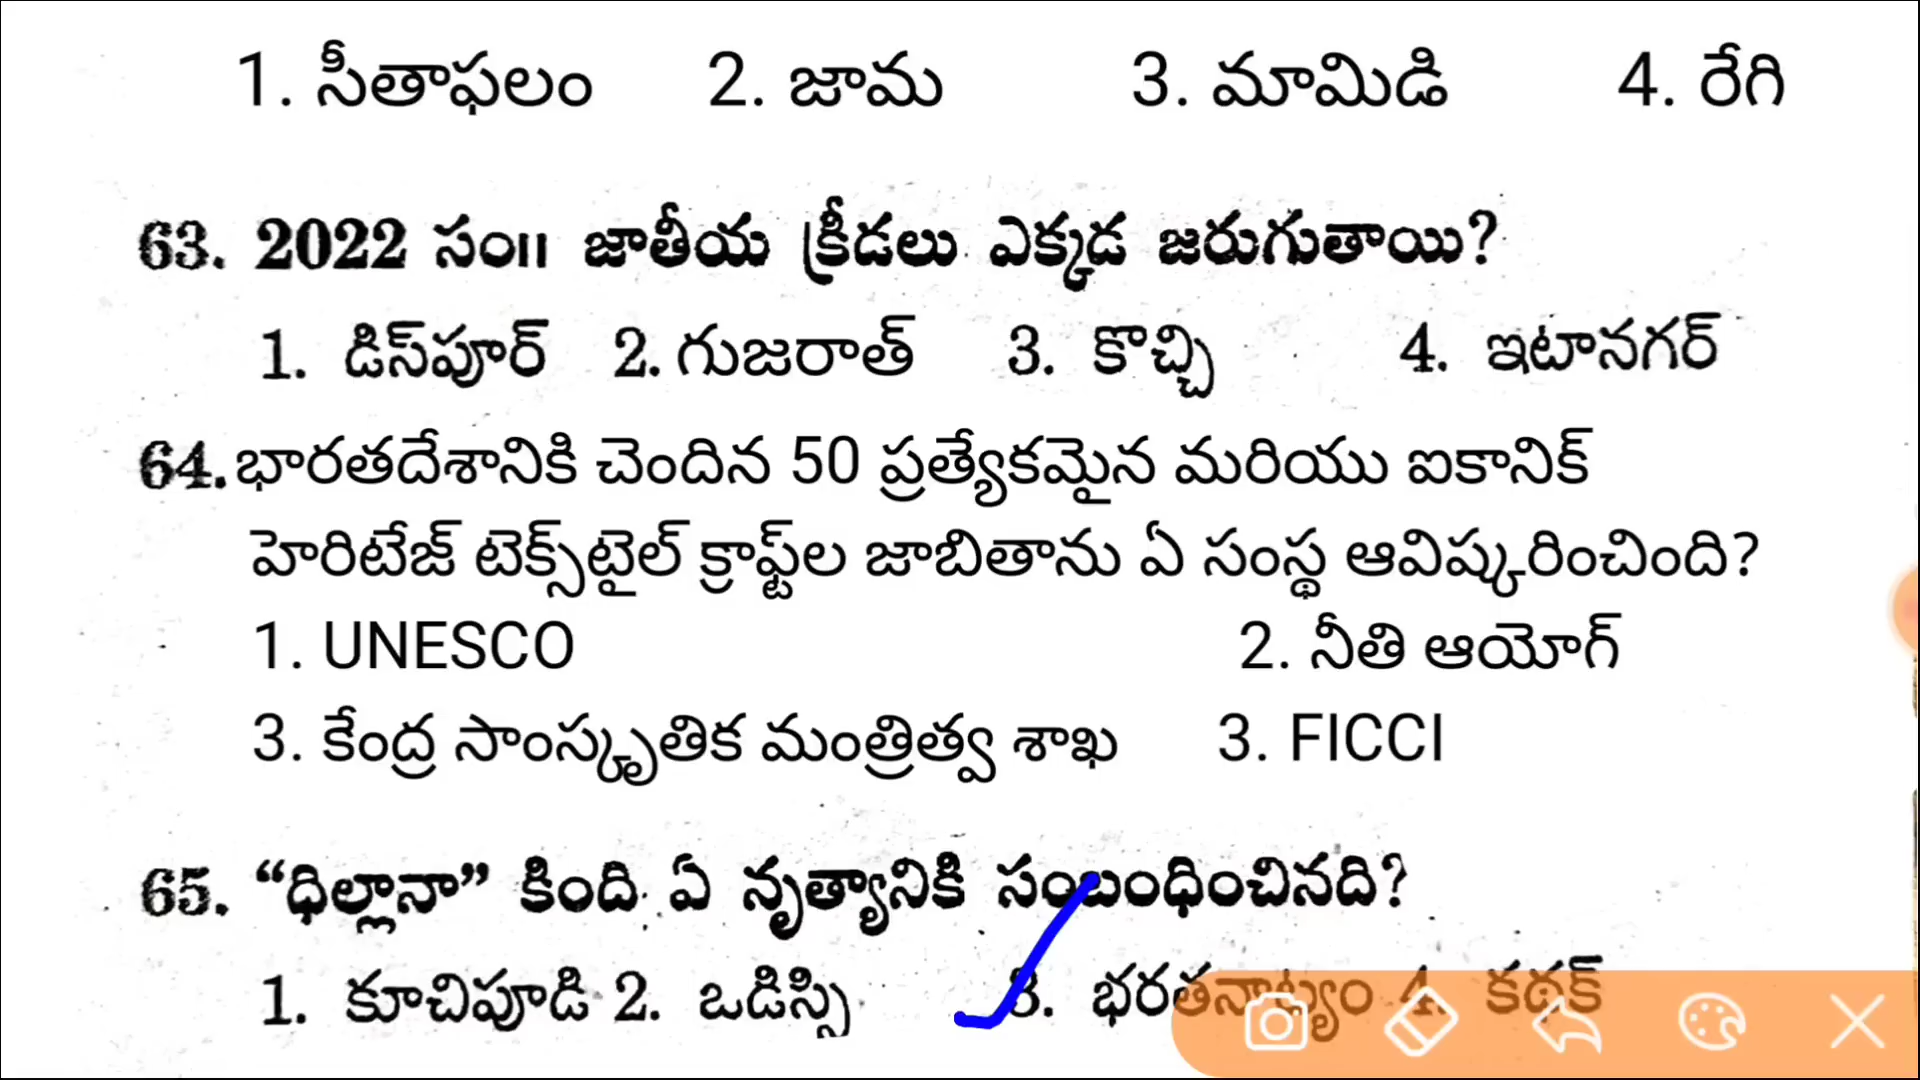 1. సీతాఫలం 2. జామ 3. మామిడి 4. రేగి
63. 2022 సం॥ జాతీయ క్రీడలు ఎక్కడ జరుగుతాయి?
1. డిస్‌పూర్ 2. గుజరాత్ 3. కొచ్చి 4. ఇటానగర్
64. భారతదేశానికి చెందిన 50 ప్రత్యేకమైన మరియు ఐకానిక్
హెరిటేజ్ టెక్స్‌టైల్ క్రాఫ్ట్‌ల జాబితాను ఏ సంస్థ ఆవిష్కరించింది?
1. UNESCO 2. నీతి ఆయోగ్
3. కేంద్ర సాంస్కృతిక మంత్రిత్వ శాఖ 3. FICCI
65. “ధిల్లానా” కింది ఏ నృత్యానికి సంబంధించినది?
1. కూచిపూడి 2. ఒడిస్సి 3. భరతనాట్యం 4. కథక్